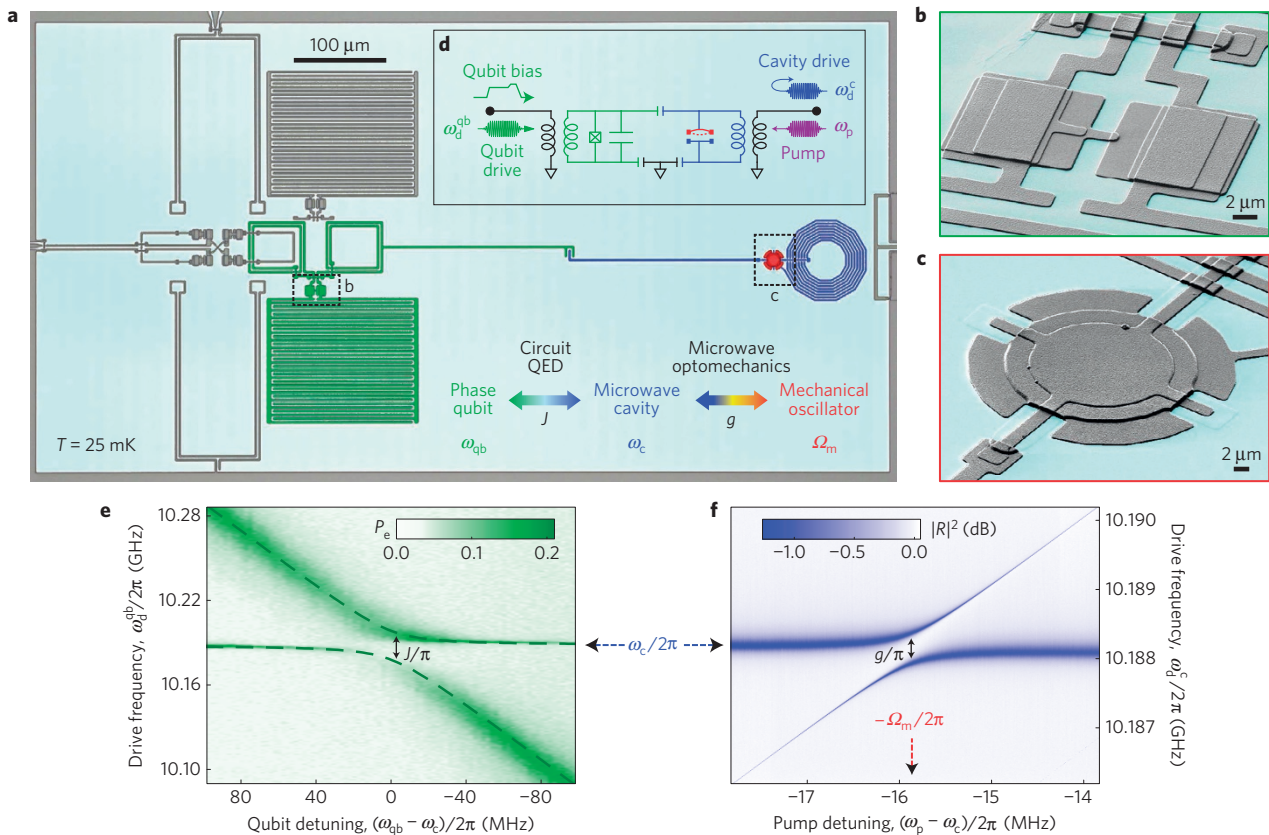 a
100 μm
d
Qubit bias
Cavity drive
ω_d^qb
ω_d^c
ω_p
Qubit drive
Pump
b
c
Circuit QED
Microwave optomechanics
Phase qubit
J
Microwave cavity
g
Mechanical oscillator
T = 25 mK
ω_qb
ω_c
Ω_m
b
2 μm
c
2 μm
e
P_e
0.0 0.1 0.2
10.28
10.22
10.16
10.10
Drive frequency, ω_d^qb/2π (GHz)
J/π
80 40 0 −40 −80
Qubit detuning, (ω_qb − ω_c)/2π (MHz)
ω_c/2π
f
|R|² (dB)
−1.0 −0.5 0.0
10.190
10.189
10.188
10.187
Drive frequency, ω_d^c/2π (GHz)
g/π
−Ω_m/2π
−17 −16 −15 −14
Pump detuning, (ω_p − ω_c)/2π (MHz)